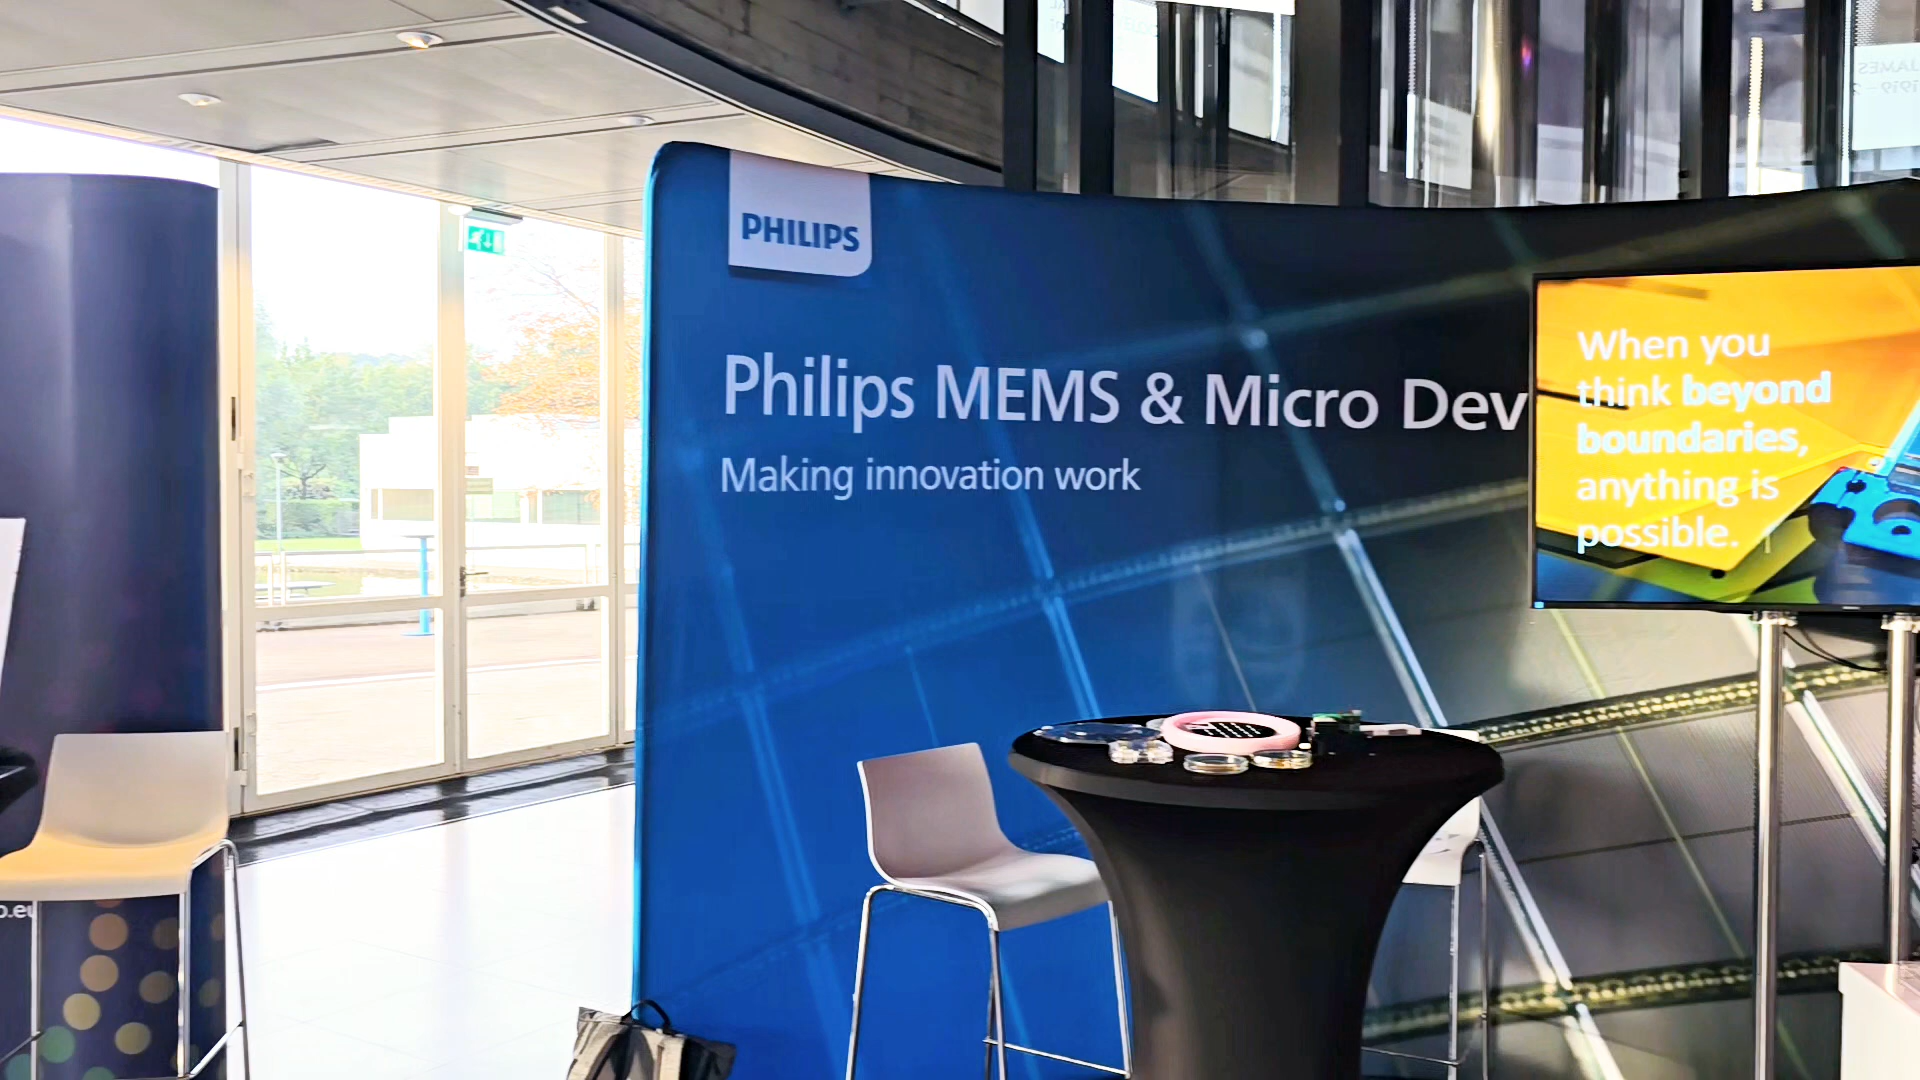 PHILIPS
Philips MEMS & Micro Dev
Making innovation work
When you
think beyond
boundaries,
anything is
possible.